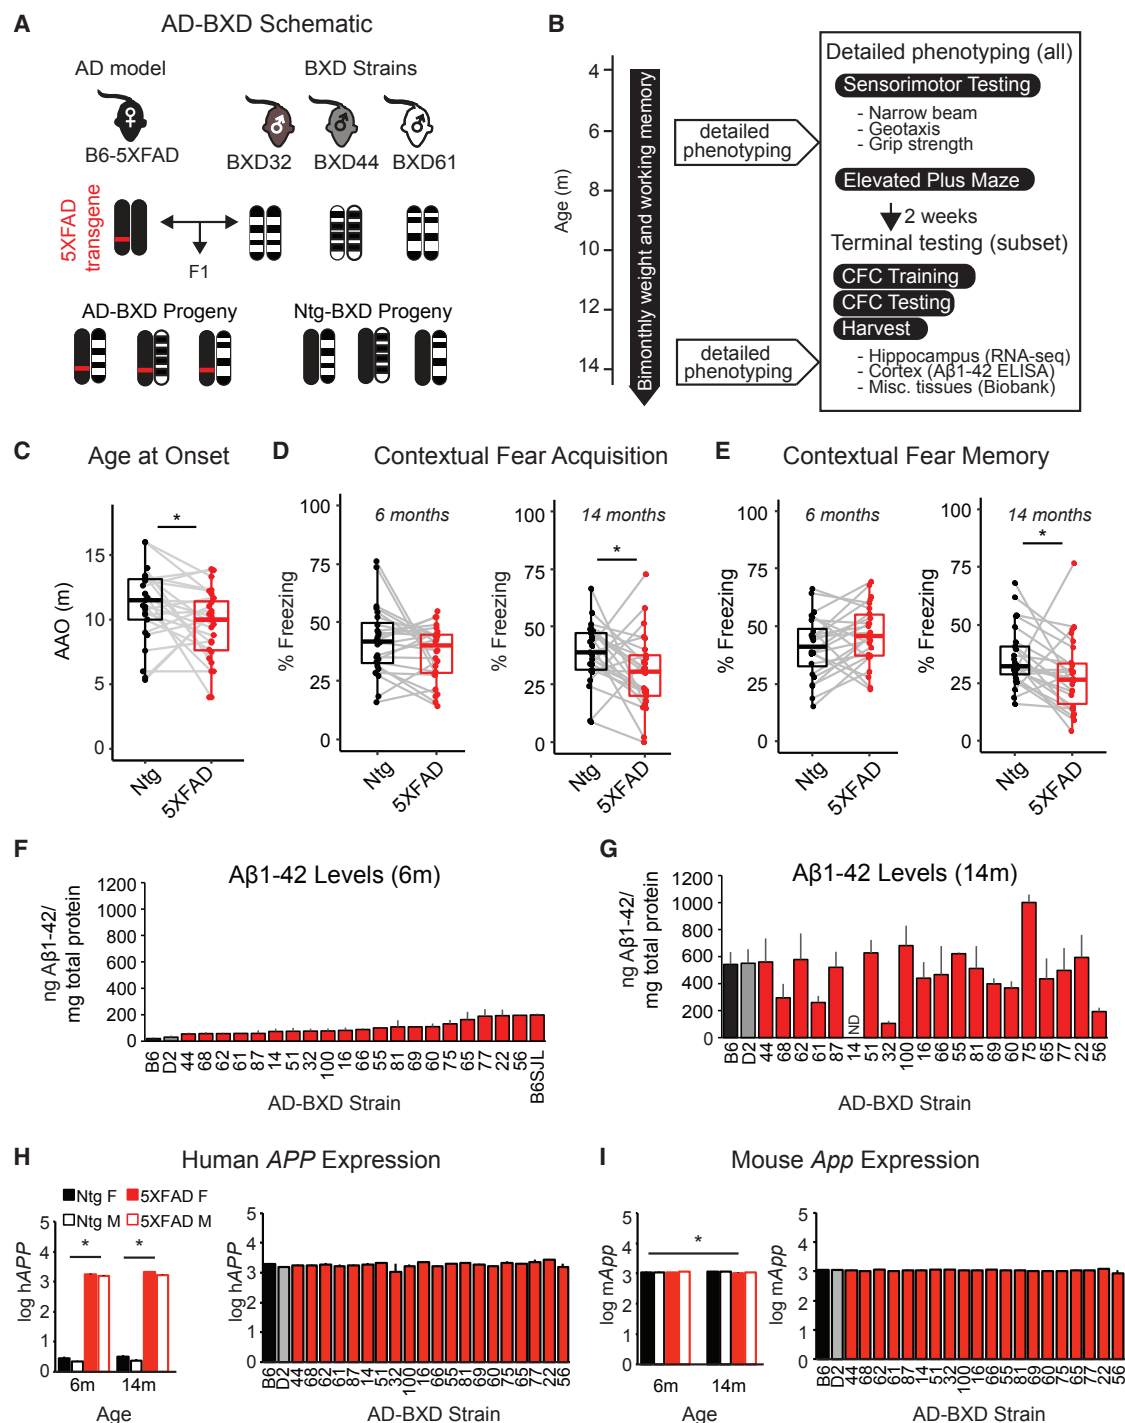 A
AD-BXD Schematic
AD model
BXD Strains
B6-5XFAD
BXD32
BXD44
BXD61
5XFAD
transgene
F1
AD-BXD Progeny
Ntg-BXD Progeny
B
Age (m)
4
6
8
10
12
14
Bimonthly weight and working memory
detailed
phenotyping
detailed
phenotyping
Detailed phenotyping (all)
Sensorimotor Testing
- Narrow beam
- Geotaxis
- Grip strength
Elevated Plus Maze
2 weeks
Terminal testing (subset)
CFC Training
CFC Testing
Harvest
- Hippocampus (RNA-seq)
- Cortex (Aβ1-42 ELISA)
- Misc. tissues (Biobank)
C
Age at Onset
AAO (m)
15
10
5
0
*
Ntg
5XFAD
D
Contextual Fear Acquisition
% Freezing
100
75
50
25
0
6 months
Ntg
5XFAD
% Freezing
100
75
50
25
0
14 months
*
Ntg
5XFAD
E
Contextual Fear Memory
% Freezing
100
75
50
25
0
6 months
Ntg
5XFAD
% Freezing
100
75
50
25
0
14 months
*
Ntg
5XFAD
F
Aβ1-42 Levels (6m)
ng Aβ1-42/
mg total protein
1200
1000
800
600
400
200
0
B6 D2 44 68 62 61 87 14 51 32 100 16 66 55 81 69 60 75 65 77 22 56 B6SJL
AD-BXD Strain
G
Aβ1-42 Levels (14m)
ng Aβ1-42/
mg total protein
1200
1000
800
600
400
200
0
ND
B6 D2 44 68 62 61 87 14 51 32 100 16 66 55 81 69 60 75 65 77 22 56
AD-BXD Strain
H
Human APP Expression
Ntg F
5XFAD F
Ntg M
5XFAD M
log hAPP
5
4
3
2
1
0
* *
6m 14m
Age
log hAPP
5
4
3
2
1
0
B6 D2 44 68 62 61 67 14 51 32 100 16 66 55 81 69 60 75 65 77 22 56
AD-BXD Strain
I
Mouse App Expression
log mApp
5
4
3
2
1
0
*
6m 14m
Age
log mApp
5
4
3
2
1
0
B6 D2 44 68 62 61 87 14 51 32 100 16 66 55 81 69 60 75 65 77 22 56
AD-BXD Strain